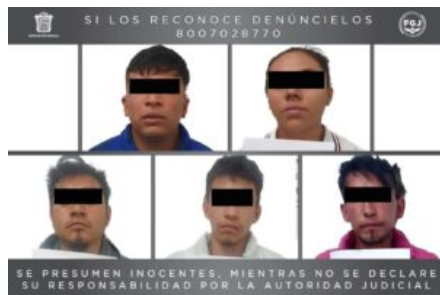 SI LOS RECONOCE DENÚNCIELOS
8007028770
FGJ
SE PRESUMEN INOCENTES, MIENTRAS NO SE DECLARE
SU RESPONSABILIDAD POR LA AUTORIDAD JUDICIAL